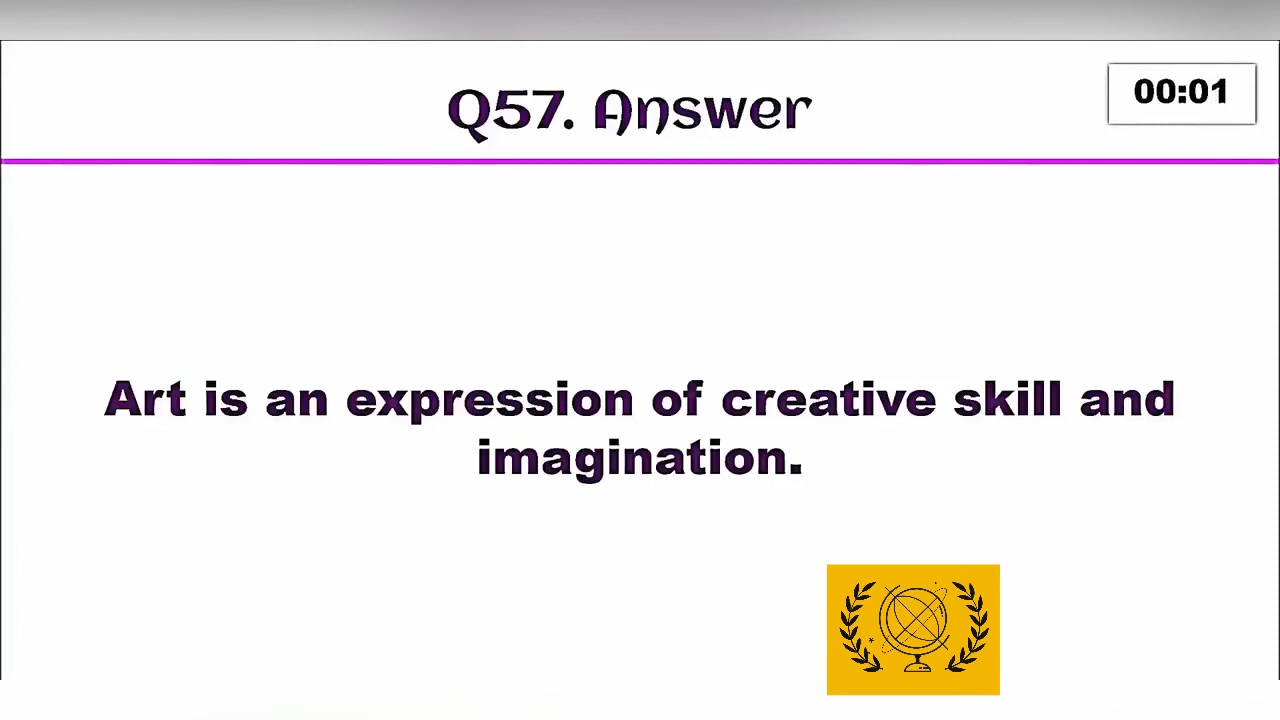 Q57. Answer
00:01
Art is an expression of creative skill and
imagination.